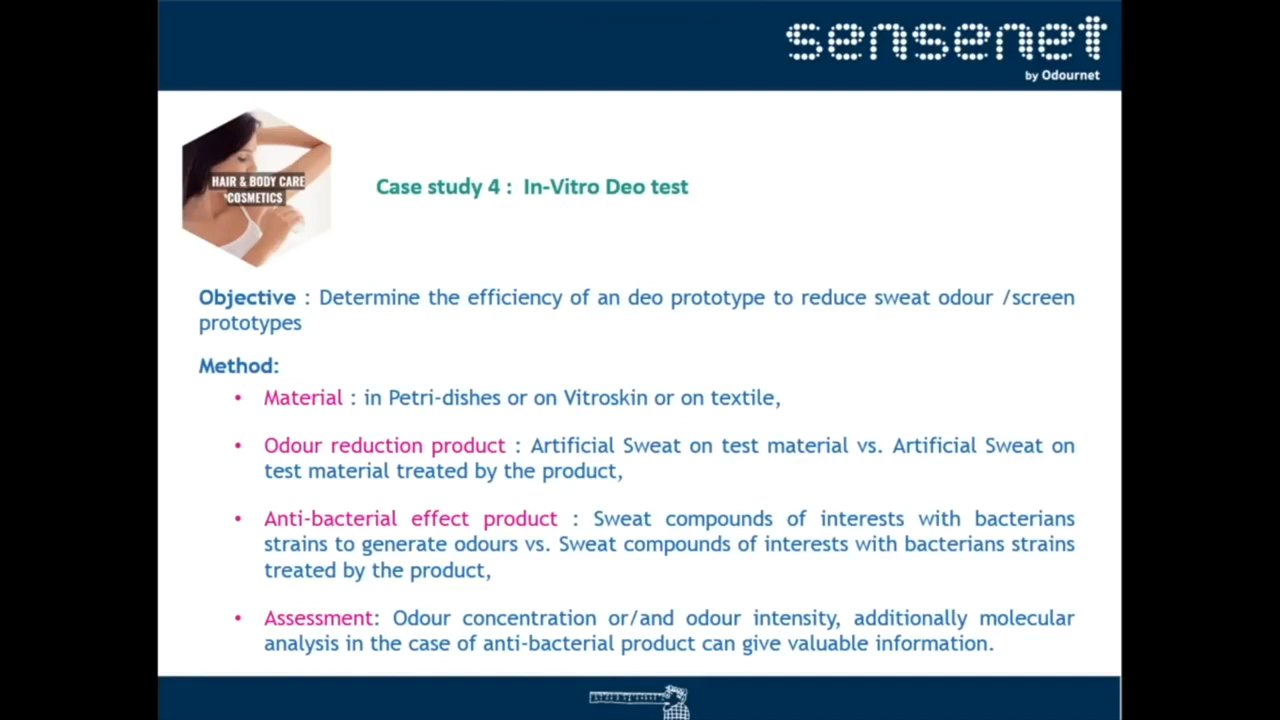 sensenet
by Odournet
HAIR & BODY CARE
COSMETICS
Case study 4 : In-Vitro Deo test
Objective : Determine the efficiency of an deo prototype to reduce sweat odour /screen
prototypes
Method:
• Material : in Petri-dishes or on Vitroskin or on textile,
• Odour reduction product : Artificial Sweat on test material vs. Artificial Sweat on
test material treated by the product,
• Anti-bacterial effect product : Sweat compounds of interests with bacterians
strains to generate odours vs. Sweat compounds of interests with bacterians strains
treated by the product,
• Assessment: Odour concentration or/and odour intensity, additionally molecular
analysis in the case of anti-bacterial product can give valuable information.